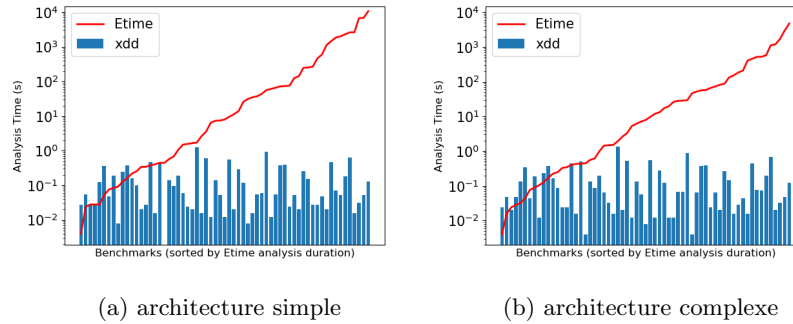 Etime
xdd
Analysis Time (s)
10⁴
10³
10²
10¹
10⁰
10⁻¹
10⁻²
Benchmarks (sorted by Etime analysis duration)
(a) architecture simple
Etime
xdd
Analysis Time (s)
10⁴
10³
10²
10¹
10⁰
10⁻¹
10⁻²
Benchmarks (sorted by Etime analysis duration)
(b) architecture complexe